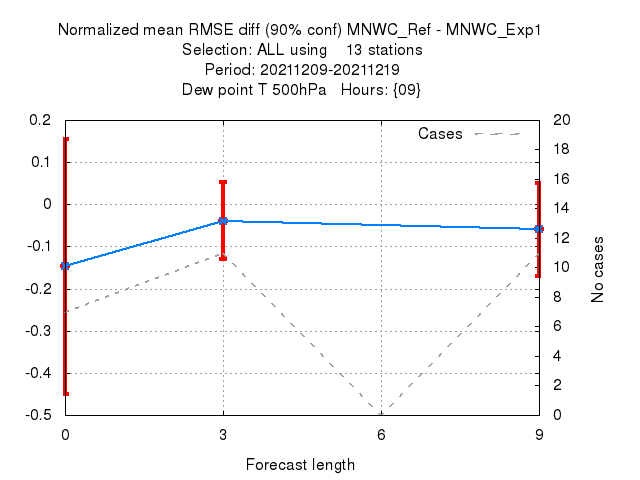 Normalized mean RMSE diff (90% conf) MNWC_Ref - MNWC_Exp1
Selection: ALL using    13 stations
Period: 20211209-20211219
Dew point T 500hPa   Hours: {09}
Cases
0.2
0.1
0
-0.1
-0.2
-0.3
-0.4
-0.5
20
18
16
14
12
10
8
6
4
2
0
No cases
0 3 6 9
Forecast length